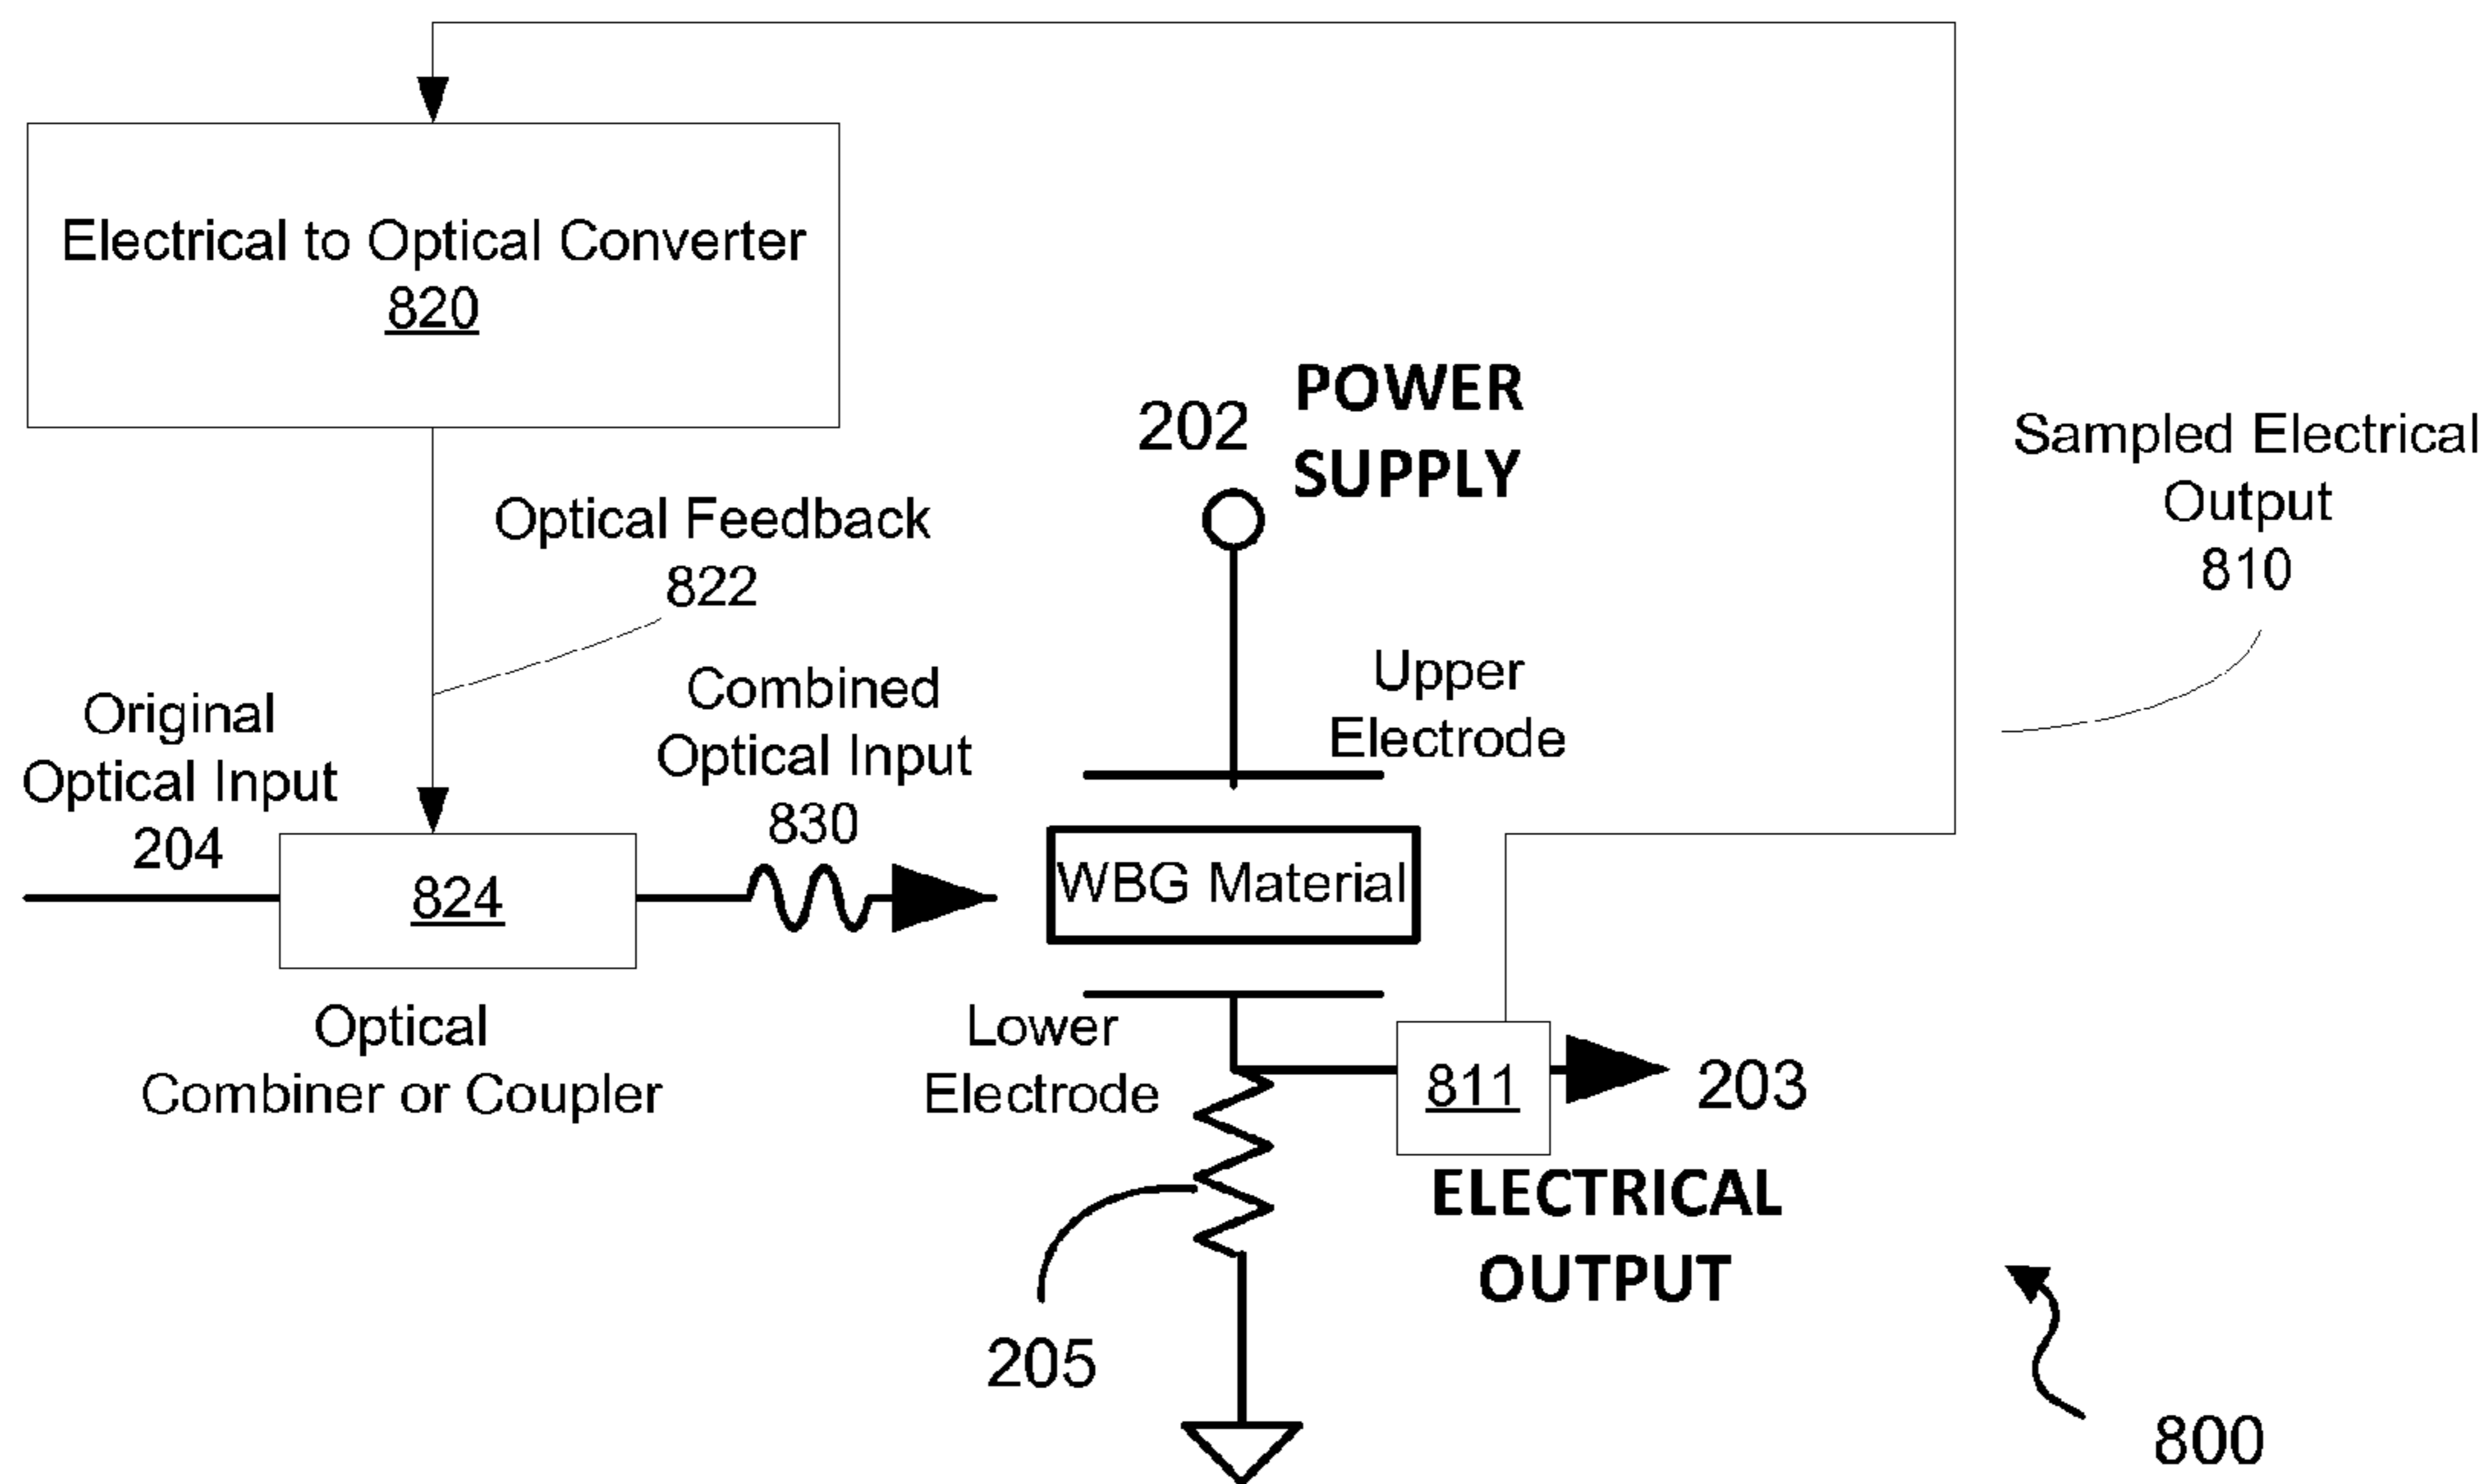 Electrical to Optical Converter
820
POWER
SUPPLY
202
Sampled Electrical
Output
810
Optical Feedback
822
Original
Optical Input
204
Combined
Optical Input
830
Upper
Electrode
824
WBG Material
Optical
Combiner or Coupler
Lower
Electrode
811
203
ELECTRICAL
OUTPUT
205
800